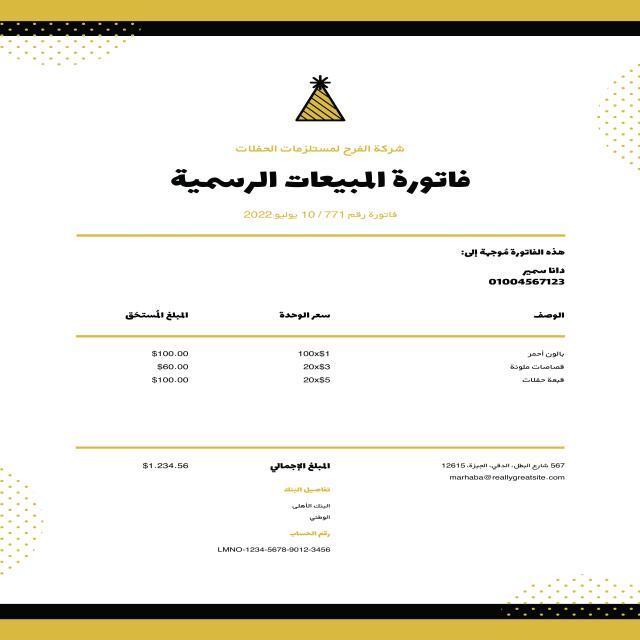 شركة الفرح لمستلزمات الحفلات
فاتورة المبيعات الرسمية
فاتورة رقم 771 / 10 يوليو 2022
هذه الفاتورة مُوجهة إلى:
دانا سمير
01004567123
الوصف سعر الوحدة المبلغ المُستحَق
بالون أحمر 100x$1 $100.00
قصاصات ملونة 20x$3 $60.00
قبعة حفلات 20x$5 $100.00
567 شارع البطل، الدقي، الجيزة، 12615
marhaba@reallygreatsite.com
المبلغ الإجمالي $1.234.56
تفاصيل البنك
البنك الأهلى
الوطني
رقم الحساب
LMNO-1234-5678-9012-3456